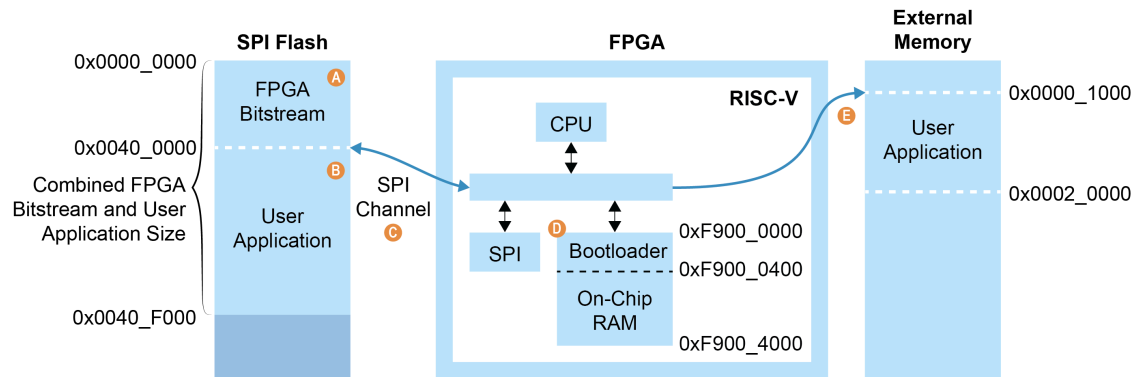 SPI Flash
0x0000_0000
A
FPGA
Bitstream
0x0040_0000
B
Combined FPGA
Bitstream and User
Application Size
User
Application
0x0040_F000
SPI
Channel
C
FPGA
RISC-V
CPU
SPI
D
Bootloader
On-Chip
RAM
0xF900_0000
0xF900_0400
0xF900_4000
E
External
Memory
User
Application
0x0000_1000
0x0002_0000